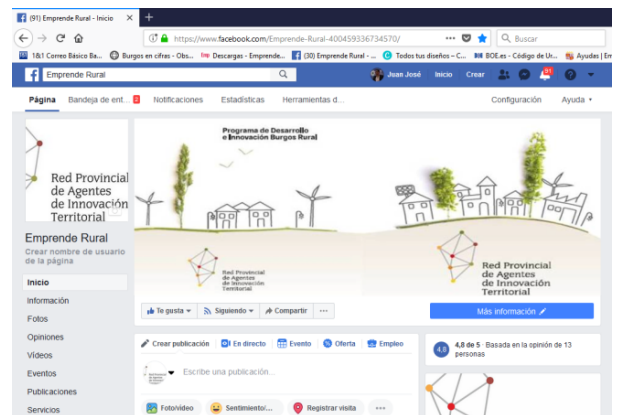 (91) Emprende Rural - Inicio
https://www.facebook.com/Emprende-Rural-400459336734570/
Buscar
1&1 Correo Básico Ba...
Burgos en cifras - Obs...
Descargas - Emprende...
(30) Emprende Rural - ...
Todos tus diseños – C...
BOE.es - Código de Ur...
Ayudas | Em
Emprende Rural
Juan José
Inicio
Crear
91
Página
Bandeja de ent...
Notificaciones
Estadísticas
Herramientas d...
Configuración
Ayuda
Red Provincial
de Agentes
de Innovación
Territorial
Programa de Desarrollo
e Innovación Burgos Rural
Red Provincial
de Agentes
de Innovación
Territorial
Red Provincial
de Agentes
de Innovación
Territorial
Emprende Rural
Crear nombre de usuario
de la página
Te gusta
Siguiendo
Compartir
Más información
Inicio
Información
Fotos
Opiniones
Vídeos
Eventos
Publicaciones
Servicios
Crear publicación
En directo
Evento
Oferta
Empleo
Escribe una publicación...
Foto/vídeo
Sentimiento/...
Registrar visita
4,8
4,8 de 5 · Basada en la opinión de 13
personas